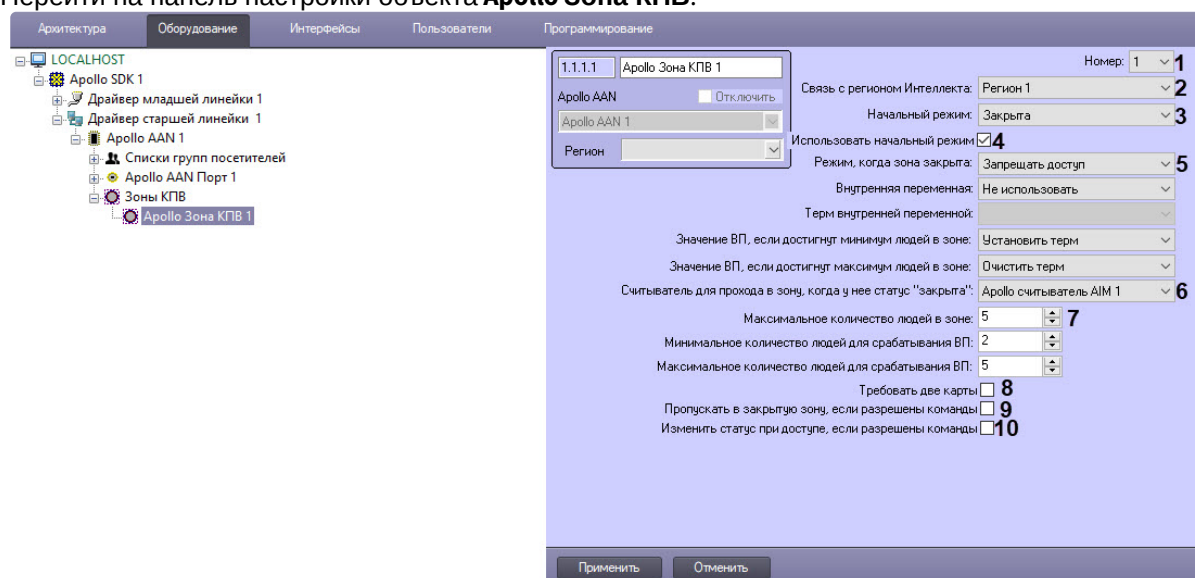 Перейти на панель настройки объекта Apollo Зона КПВ.
Архитектура Оборудование Интерфейсы Пользователи Программирование
LOCALHOST
Apollo SDK 1
Драйвер младшей линейки 1
Драйвер старшей линейки 1
Apollo AAN 1
Списки групп посетителей
Apollo AAN Порт 1
Зоны КПВ
Apollo Зона КПВ 1
1.1.1.1 Apollo Зона КПВ 1
Apollo AAN Отключить
Apollo AAN 1
Регион
Номер: 1 1
Связь с регионом Интеллекта: Регион 1 2
Начальный режим: Закрыта 3
Использовать начальный режим 4
Режим, когда зона закрыта: Запрещать доступ 5
Внутренняя переменная: Не использовать
Терм внутренней переменной:
Значение ВП, если достигнут минимум людей в зоне: Установить терм
Значение ВП, если достигнут максимум людей в зоне: Очистить терм
Считыватель для прохода в зону, когда у нее статус "закрыта": Apollo считыватель AIM 1 6
Максимальное количество людей в зоне: 5 7
Минимальное количество людей для срабатывания ВП: 2
Максимальное количество людей для срабатывания ВП: 5
Требовать две карты 8
Пропускать в закрытую зону, если разрешены команды 9
Изменить статус при доступе, если разрешены команды 10
Применить Отменить